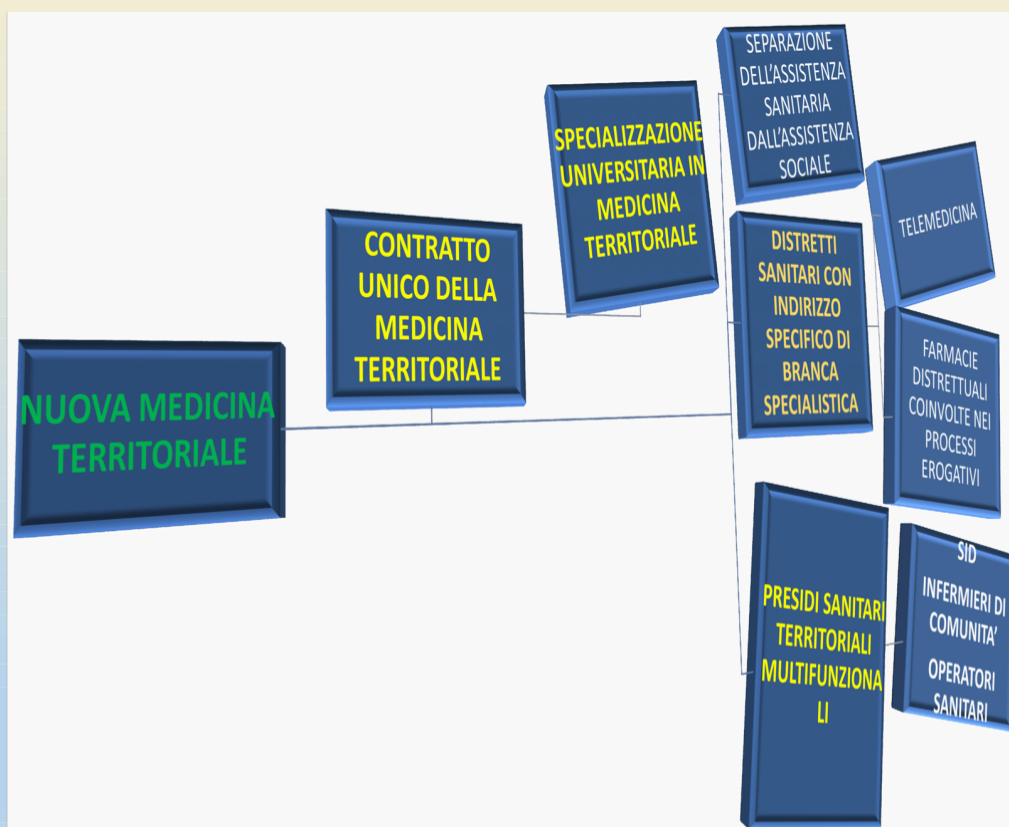 NUOVA MEDICINA
TERRITORIALE
CONTRATTO
UNICO DELLA
MEDICINA
TERRITORIALE
SPECIALIZZAZIONE
UNIVERSITARIA IN
MEDICINA
TERRITORIALE
SEPARAZIONE
DELL'ASSISTENZA
SANITARIA
DALL'ASSISTENZA
SOCIALE
DISTRETTI
SANITARI CON
INDIRIZZO
SPECIFICO DI
BRANCA
SPECIALISTICA
TELEMEDICINA
FARMACIE
DISTRETTUALI
COINVOLTE NEI
PROCESSI
EROGATIVI
PRESIDI SANITARI
TERRITORIALI
MULTIFUNZIONA
LI
SID
INFERMIERI DI
COMUNITA'
OPERATORI
SANITARI